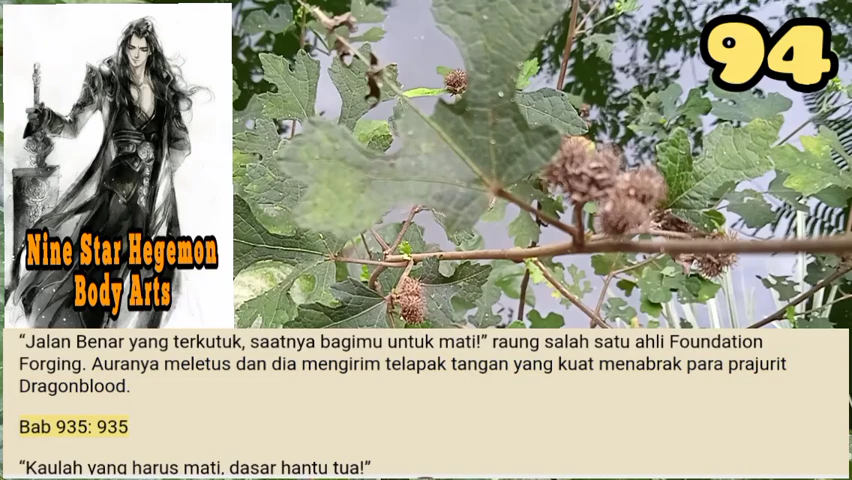 94
Nine Star Hegemon
Body Arts
“Jalan Benar yang terkutuk, saatnya bagimu untuk mati!” raung salah satu ahli Foundation
Forging. Auranya meletus dan dia mengirim telapak tangan yang kuat menabrak para prajurit
Dragonblood.
Bab 935: 935
“Kaulah yang harus mati, dasar hantu tua!”